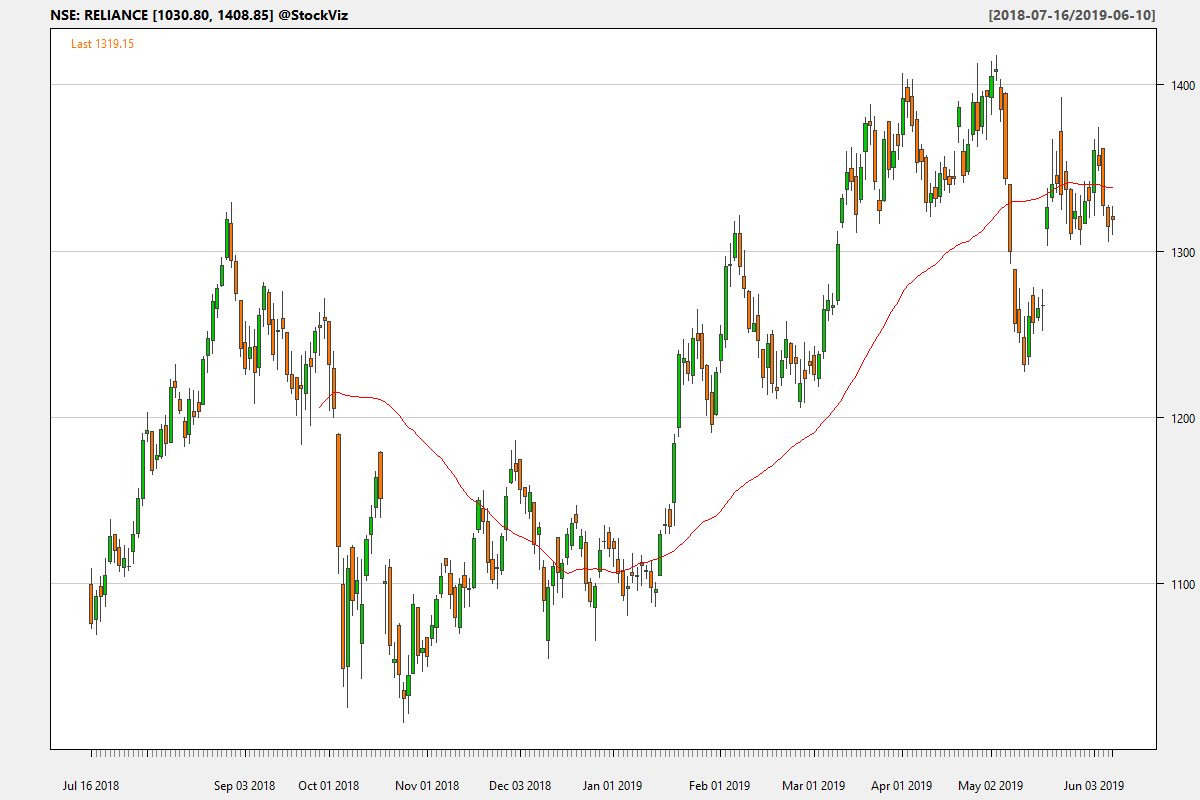 NSE: RELIANCE [1030.80, 1408.85] @StockViz [2018-07-16/2019-06-10]
Last 1319.15
1400
1300
1200
1100
Jul 16 2018 Sep 03 2018 Oct 01 2018 Nov 01 2018 Dec 03 2018 Jan 01 2019 Feb 01 2019 Mar 01 2019 Apr 01 2019 May 02 2019 Jun 03 2019